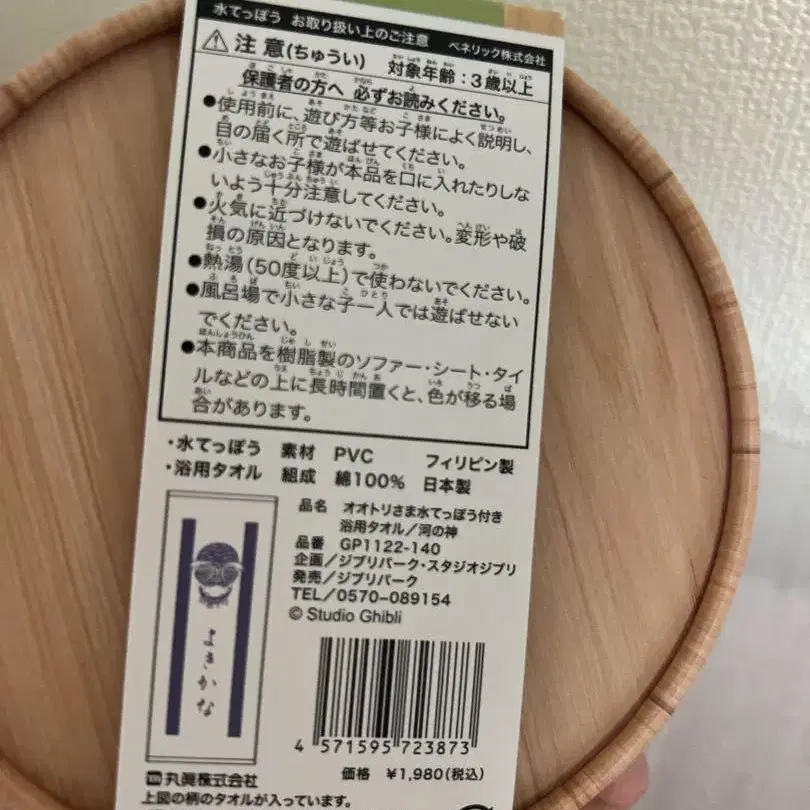 水てっぽう お取り扱い上のご注意 ベネリック株式会社
注意(ちゅうい) 対象年齢:3歳以上
保護者の方へ 必ずお読みください。
●使用前に、遊び方等お子様によく説明し、
目の届く所で遊ばせてください。
●小さなお子様が本品を口に入れたりしな
いよう十分注意してください。
●火気に近づけないでください。変形や破
損の原因となります。
●熱湯(50度以上)で使わないでください。
●風呂場で小さな子一人では遊ばせない
でください。
●本商品を樹脂製のソファー・シート・タイ
ルなどの上に長時間置くと、色が移る場
合があります。
・水てっぽう 素材 PVC フィリピン製
・浴用タオル 組成 綿100% 日本製
品名 オオトリさま水てっぽう付き
浴用タオル/河の神
品番 GP1122-140
企画/ジブリパーク・スタジオジブリ
発売/ジブリパーク
TEL/0570-089154
© Studio Ghibli
よきかな
4 571595 723873
価格 ¥1,980(税込)
丸眞株式会社
上図の柄のタオルが入っています。